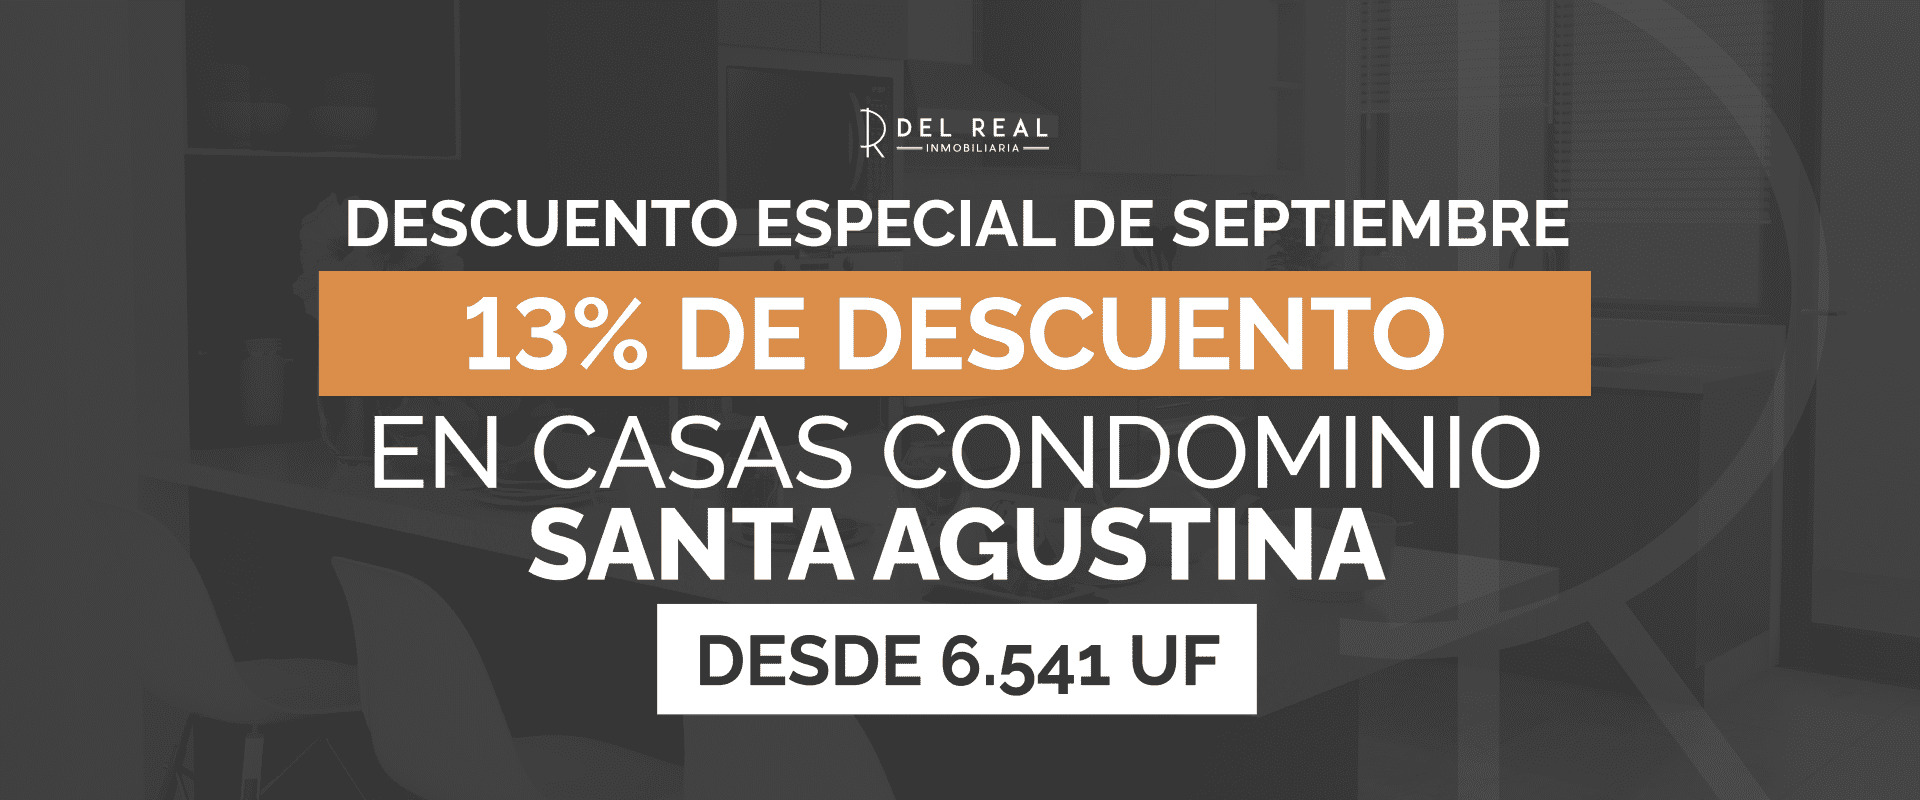 DEL REAL
INMOBILIARIA
DESCUENTO ESPECIAL DE SEPTIEMBRE
13% DE DESCUENTO
EN CASAS CONDOMINIO
SANTA AGUSTINA
DESDE 6.541 UF